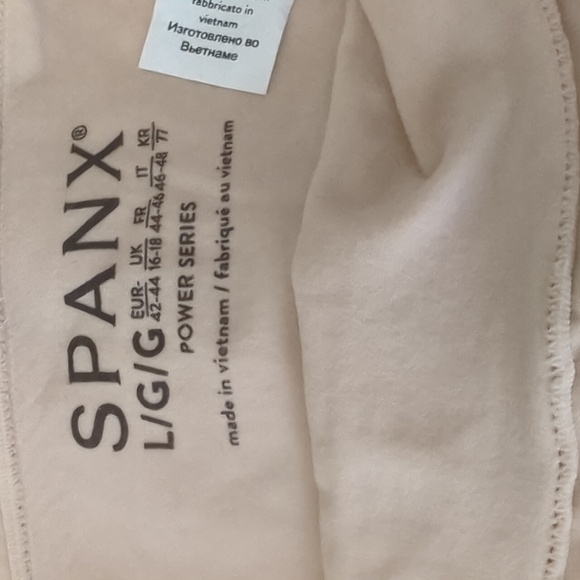 fabbricato in
vietnam
Изготовлено во
Вьетнаме
SPANX®
L/G/G EUR- 42-44 UK 16-18 FR 44-46 IT 46-48 KR 77
POWER SERIES
made in vietnam / fabriqué au vietnam